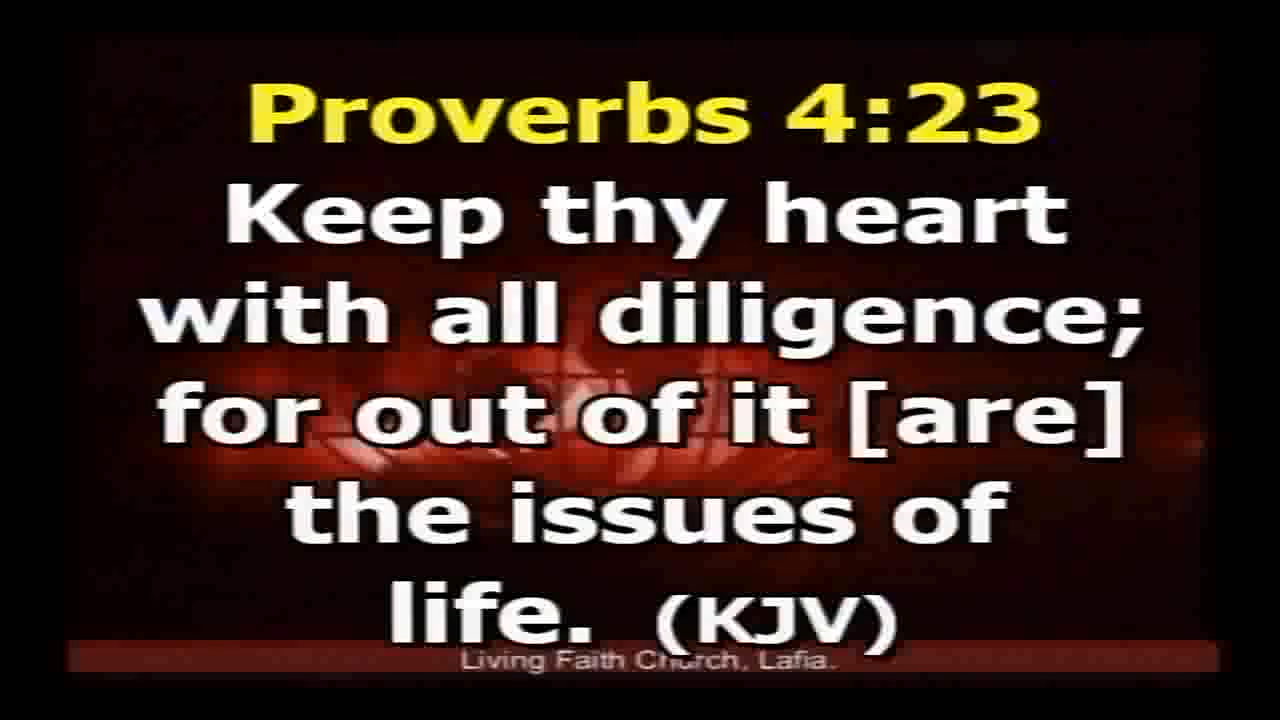 Proverbs 4:23
Keep thy heart
with all diligence;
for out of it [are]
the issues of
life. (KJV)
Living Faith Church, Lafia.